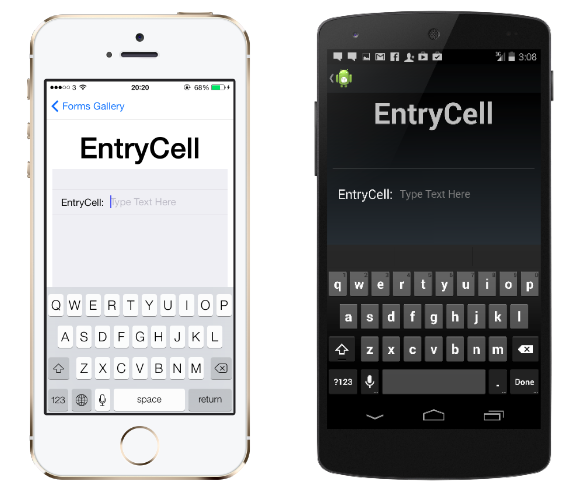 3 20:20 68%
Forms Gallery
EntryCell
EntryCell: Type Text Here
Q W E R T Y U I O P
A S D F G H J K L
Z X C V B N M
123 space return
3:08
EntryCell
EntryCell: Type Text Here
q w e r t y u i o p
a s d f g h j k l
z x c v b n m
?123 . Done